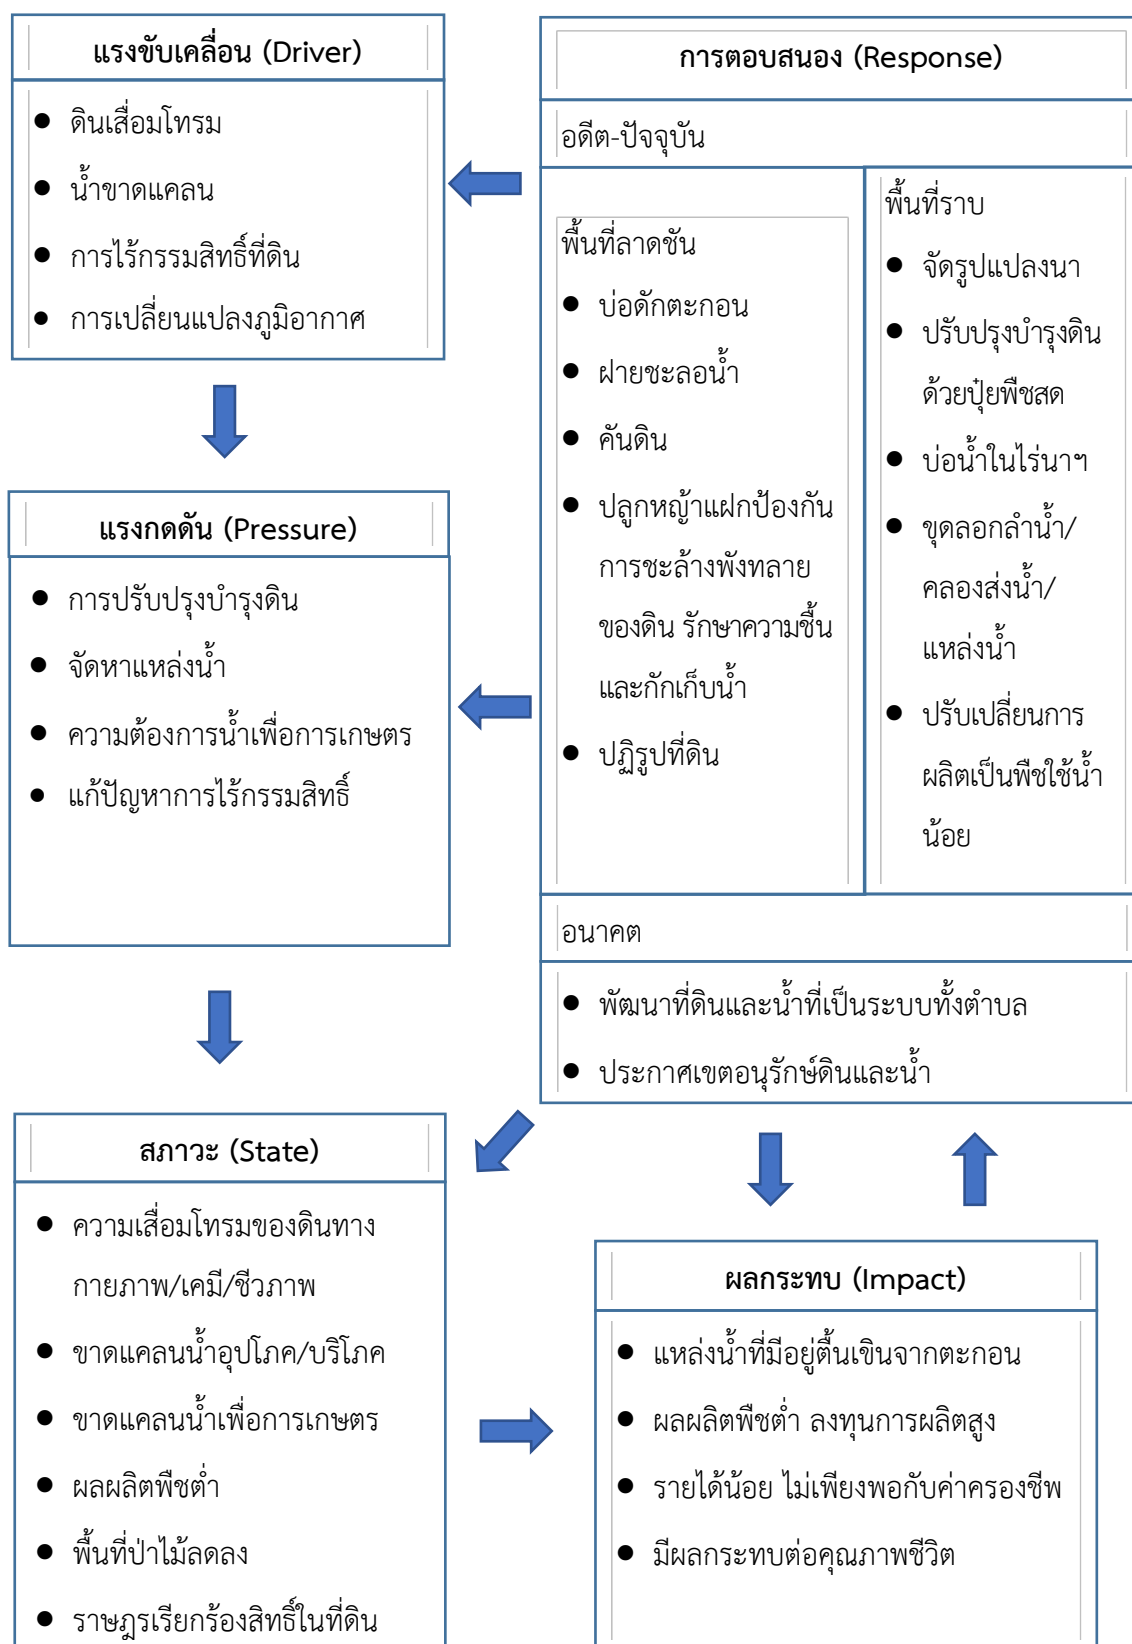 แรงขับเคลื่อน (Driver)
● ดินเสื่อมโทรม
● น้ำขาดแคลน
● การไร้กรรมสิทธิ์ที่ดิน
● การเปลี่ยนแปลงภูมิอากาศ
แรงกดดัน (Pressure)
● การปรับปรุงบำรุงดิน
● จัดหาแหล่งน้ำ
● ความต้องการน้ำเพื่อการเกษตร
● แก้ปัญหาการไร้กรรมสิทธิ์
สภาวะ (State)
● ความเสื่อมโทรมของดินทาง
กายภาพ/เคมี/ชีวภาพ
● ขาดแคลนน้ำอุปโภค/บริโภค
● ขาดแคลนน้ำเพื่อการเกษตร
● ผลผลิตพืชต่ำ
● พื้นที่ป่าไม้ลดลง
● ราษฎรเรียกร้องสิทธิ์ในที่ดิน
การตอบสนอง (Response)
อดีต-ปัจจุบัน
พื้นที่ลาดชัน
● บ่อดักตะกอน
● ฝายชะลอน้ำ
● คันดิน
● ปลูกหญ้าแฝกป้องกัน
การชะล้างพังทลาย
ของดิน รักษาความชื้น
และกักเก็บน้ำ
● ปฏิรูปที่ดิน
พื้นที่ราบ
● จัดรูปแปลงนา
● ปรับปรุงบำรุงดิน
ด้วยปุ๋ยพืชสด
● บ่อน้ำในไร่นาฯ
● ขุดลอกลำน้ำ/
คลองส่งน้ำ/
แหล่งน้ำ
● ปรับเปลี่ยนการ
ผลิตเป็นพืชใช้น้ำ
น้อย
อนาคต
● พัฒนาที่ดินและน้ำที่เป็นระบบทั้งตำบล
● ประกาศเขตอนุรักษ์ดินและน้ำ
ผลกระทบ (Impact)
● แหล่งน้ำที่มีอยู่ตื้นเขินจากตะกอน
● ผลผลิตพืชต่ำ ลงทุนการผลิตสูง
● รายได้น้อย ไม่เพียงพอกับค่าครองชีพ
● มีผลกระทบต่อคุณภาพชีวิต